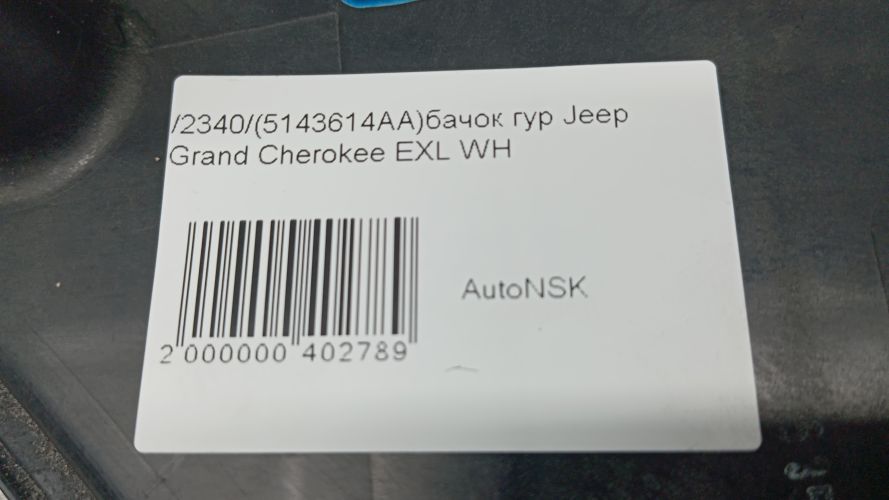 /2340/(5143614AA)бачок гур Jeep
Grand Cherokee EXL WH
AutoNSK
2 000000 402789